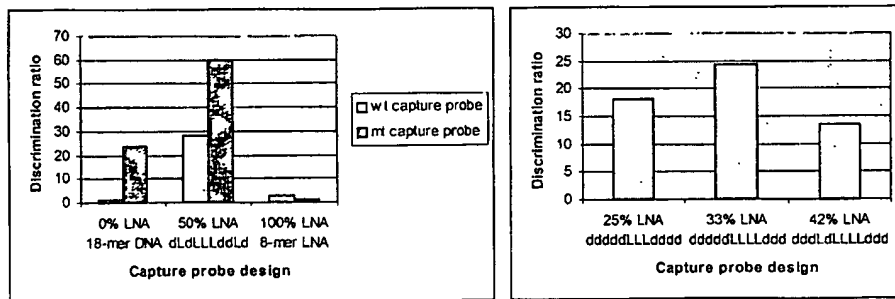 70
60
50
40
30
20
10
0
Discrimination ratio
0% LNA 50% LNA 100% LNA
18-mer DNA dLdLLLddLd 8-mer LNA
Capture probe design
wt capture probe
mt capture probe
30
25
20
15
10
5
0
Discrimination ratio
25% LNA 33% LNA 42% LNA
dddddLLLdddd dddddLLLLddd dddLdLLLLddd
Capture probe design